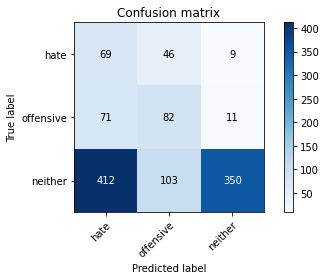 Confusion matrix
hate 69 46 9
offensive 71 82 11
neither 412 103 350
hate offensive neither
True label
Predicted label
400
350
300
250
200
150
100
50